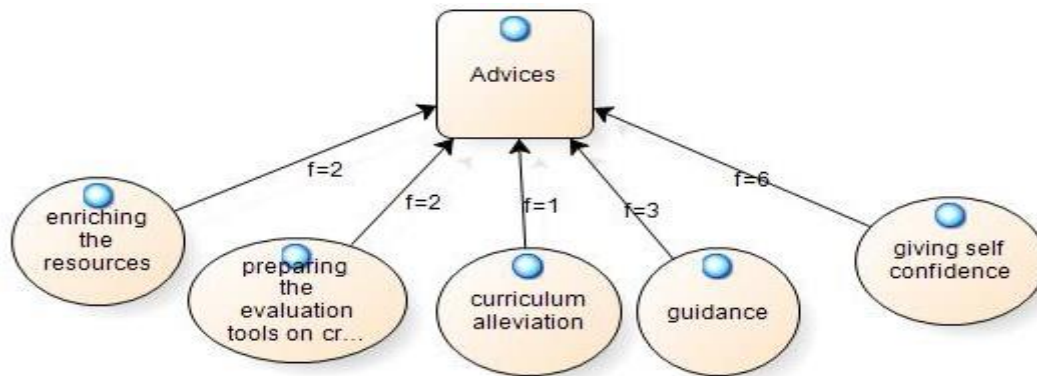 Advices
f=2
f=2
f=1
f=3
f=6
enriching
the
resources
preparing
the
evaluation
tools on cr...
curriculum
alleviation
guidance
giving self
confidence